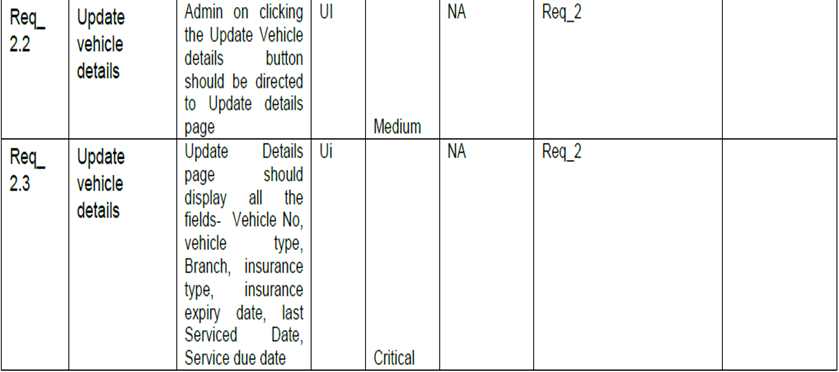 Req_
2.2
Update
vehicle
details
Admin on clicking
the Update Vehicle
details button
should be directed
to Update details
page
UI
Medium
NA
Req_2
Req_
2.3
Update
vehicle
details
Update Details
page should
display all the
fields- Vehicle No,
vehicle type,
Branch, insurance
type, insurance
expiry date, last
Serviced Date,
Service due date
Ui
Critical
NA
Req_2